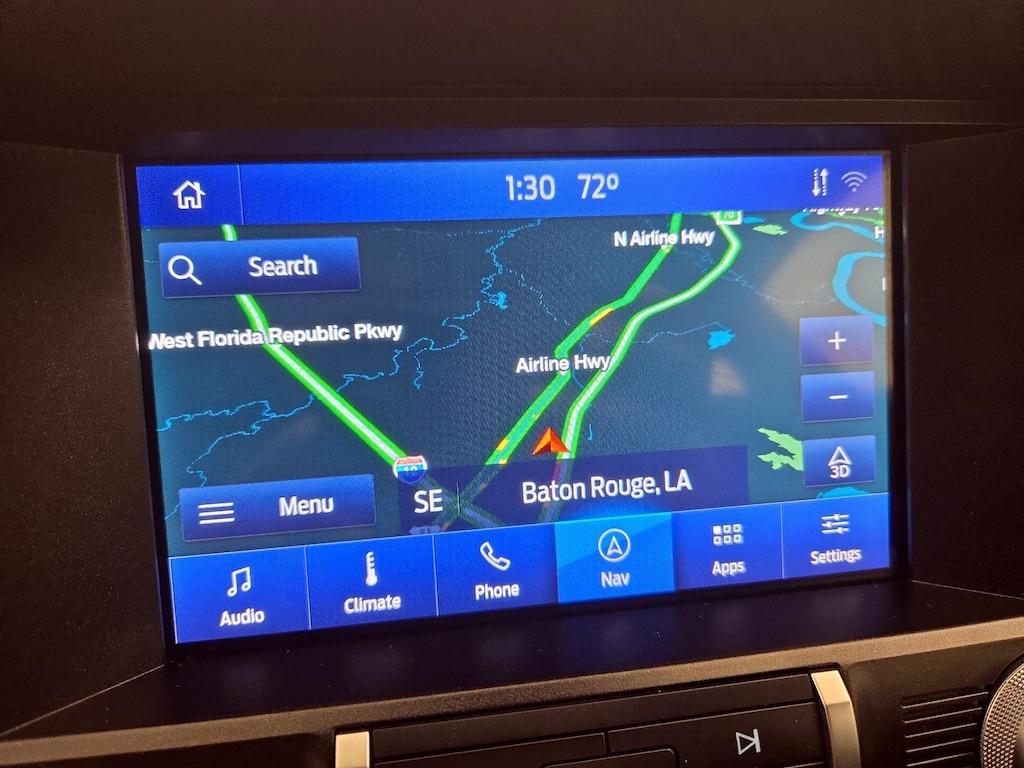 1:30 72°
N Airline Hwy
Search
West Florida Republic Pkwy
Airline Hwy
+
−
3D
SE
Baton Rouge, LA
Menu
Audio
Climate
Phone
Nav
Apps
Settings